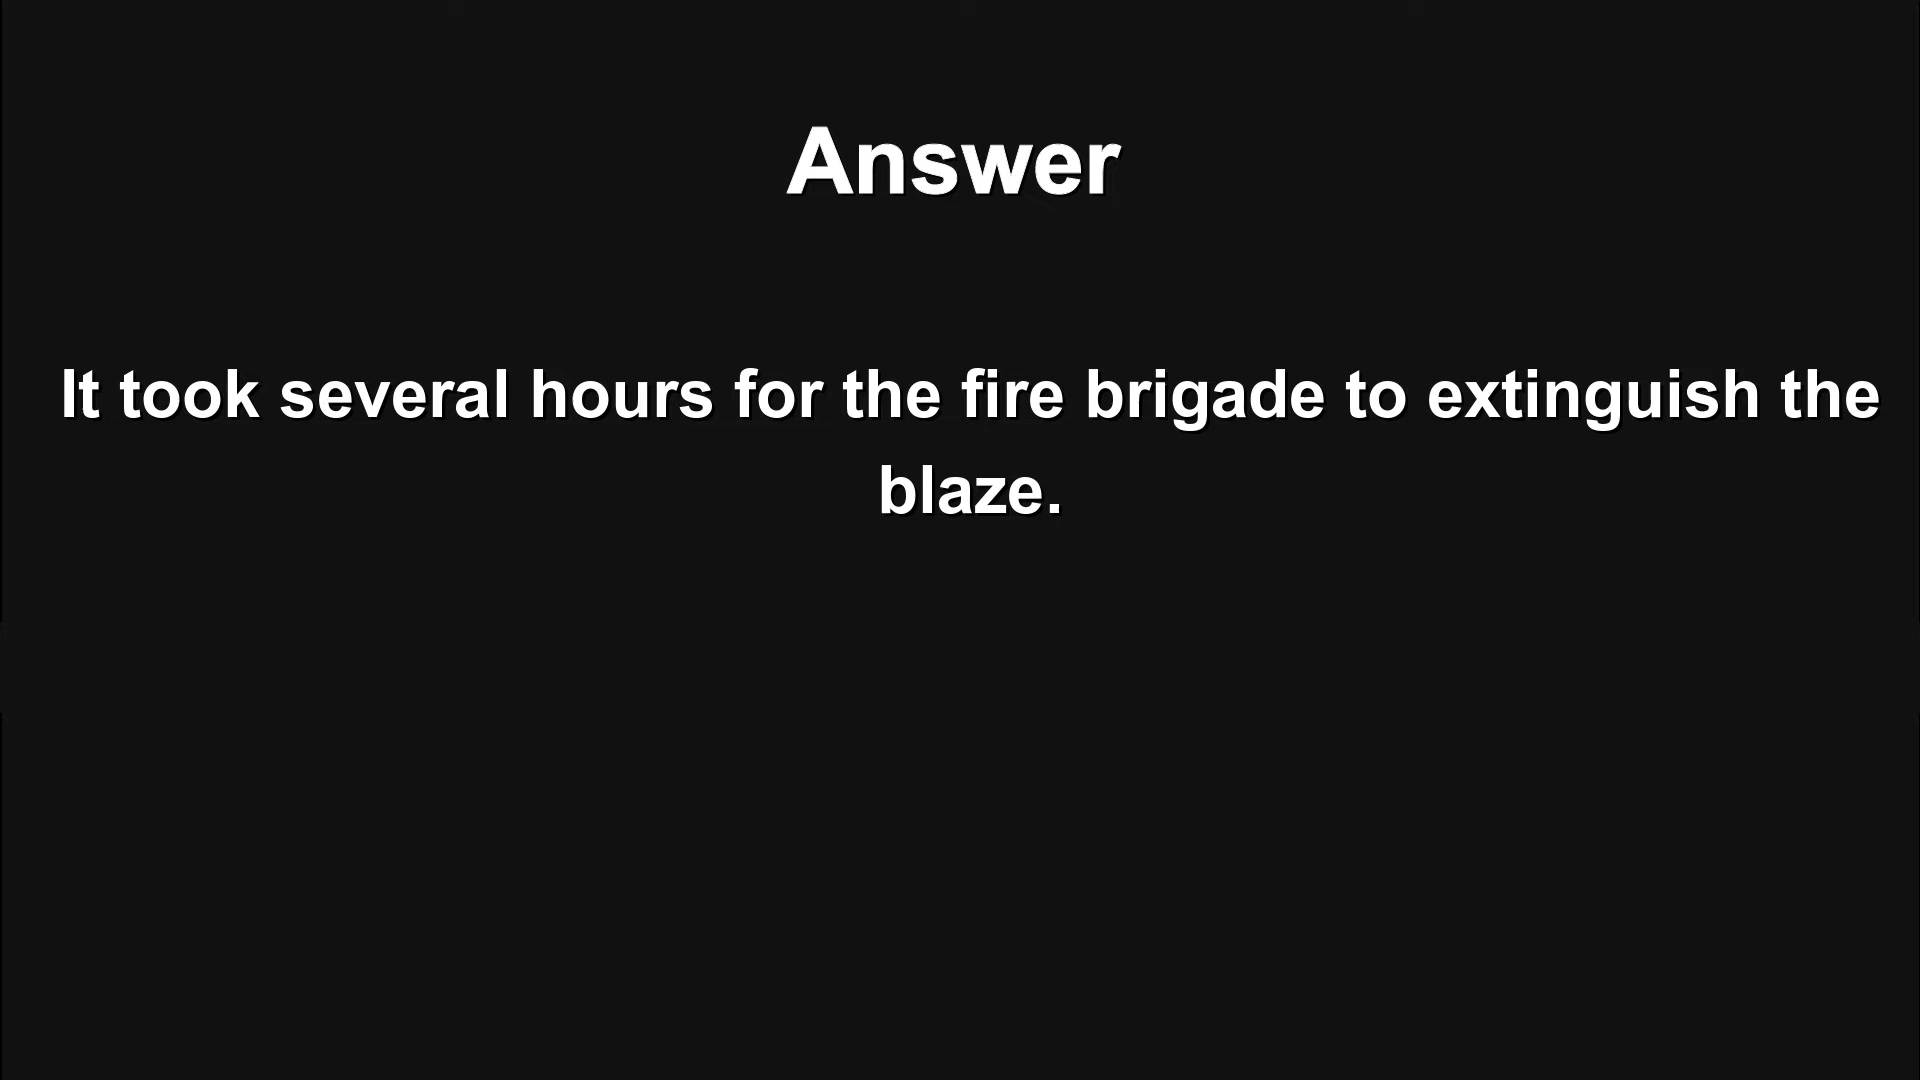 Answer
It took several hours for the fire brigade to extinguish the
blaze.